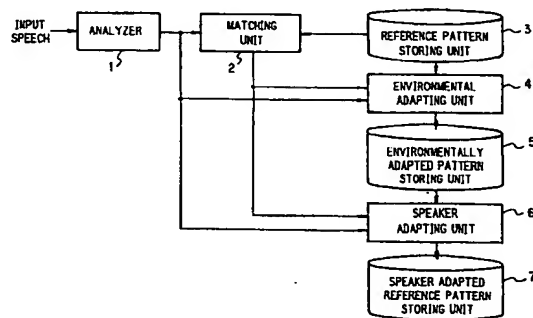 INPUT
SPEECH
ANALYZER
1
MATCHING
UNIT
2
REFERENCE PATTERN
STORING UNIT
3
ENVIRONMENTAL
ADAPTING UNIT
4
ENVIRONMENTALLY
ADAPTED PATTERN
STORING UNIT
5
SPEAKER
ADAPTING UNIT
6
SPEAKER ADAPTED
REFERENCE PATTERN
STORING UNIT
7